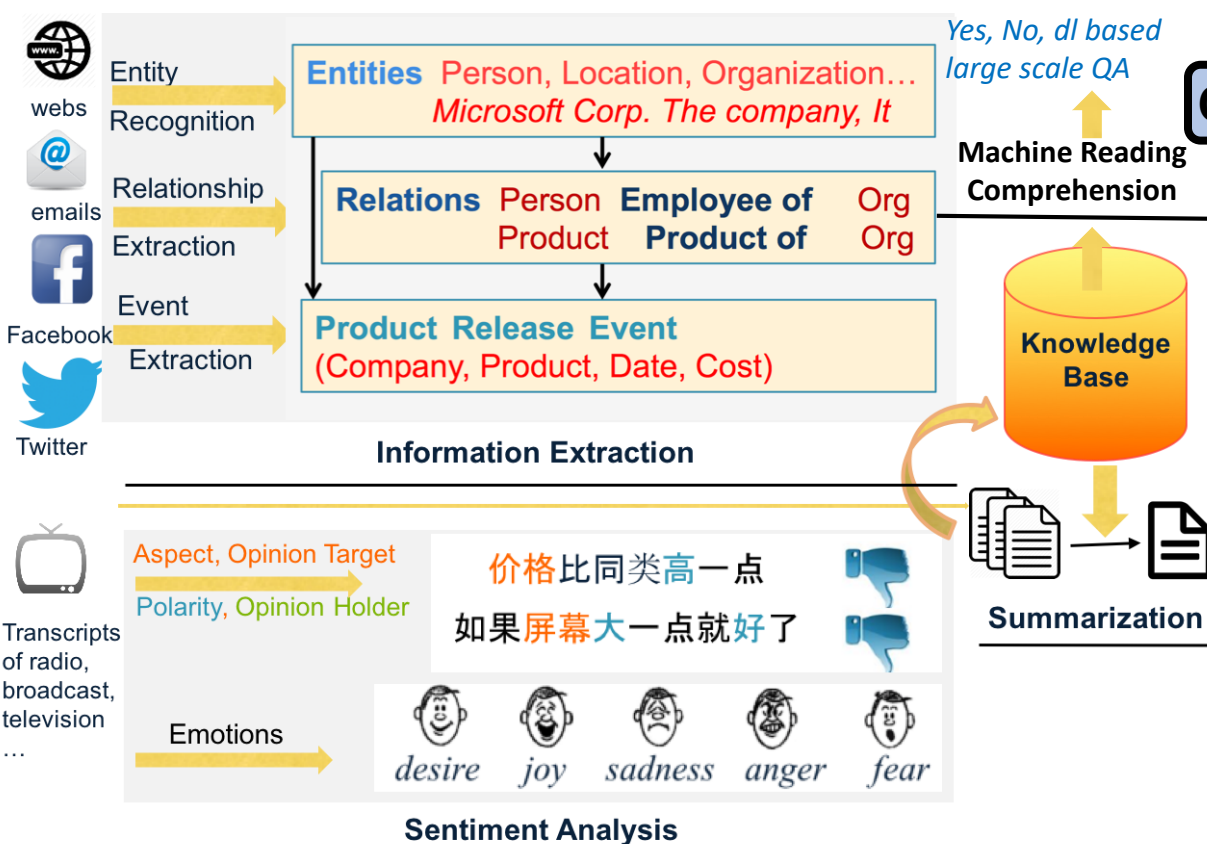 www.
webs
@
emails
Facebook
Twitter
Entity
Recognition
Relationship
Extraction
Event
Extraction
Entities Person, Location, Organization…
Microsoft Corp. The company, It
Relations Person Employee of Org
Product Product of Org
Product Release Event
(Company, Product, Date, Cost)
Information Extraction
Yes, No, dl based
large scale QA
Machine Reading
Comprehension
Knowledge
Base
Summarization
Transcripts
of radio,
broadcast,
television
…
Aspect, Opinion Target
Polarity, Opinion Holder
价格比同类高一点
如果屏幕大一点就好了
Emotions
desire joy sadness anger fear
Sentiment Analysis